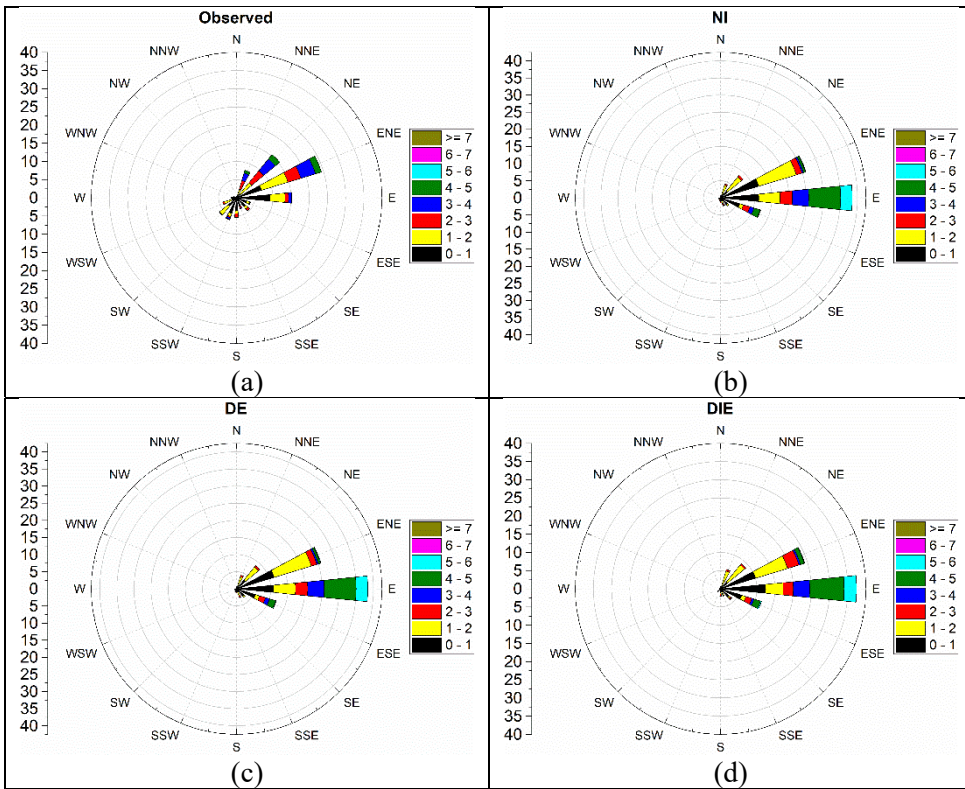 Observed
N
NNW
NNE
NW
NE
WNW
ENE
W
E
WSW
ESE
SW
SE
SSW
SSE
S
40
35
30
25
20
15
10
5
0
5
10
15
20
25
30
35
40
>= 7
6 - 7
5 - 6
4 - 5
3 - 4
2 - 3
1 - 2
0 - 1
(a)
NI
N
NNW
NNE
NW
NE
WNW
ENE
W
E
WSW
ESE
SW
SE
SSW
SSE
S
40
35
30
25
20
15
10
5
0
5
10
15
20
25
30
35
40
>= 7
6 - 7
5 - 6
4 - 5
3 - 4
2 - 3
1 - 2
0 - 1
(b)
DE
N
NNW
NNE
NW
NE
WNW
ENE
W
E
WSW
ESE
SW
SE
SSW
SSE
S
40
35
30
25
20
15
10
5
0
5
10
15
20
25
30
35
40
>= 7
6 - 7
5 - 6
4 - 5
3 - 4
2 - 3
1 - 2
0 - 1
(c)
DIE
N
NNW
NNE
NW
NE
WNW
ENE
W
E
WSW
ESE
SW
SE
SSW
SSE
S
40
35
30
25
20
15
10
5
0
5
10
15
20
25
30
35
40
>= 7
6 - 7
5 - 6
4 - 5
3 - 4
2 - 3
1 - 2
0 - 1
(d)